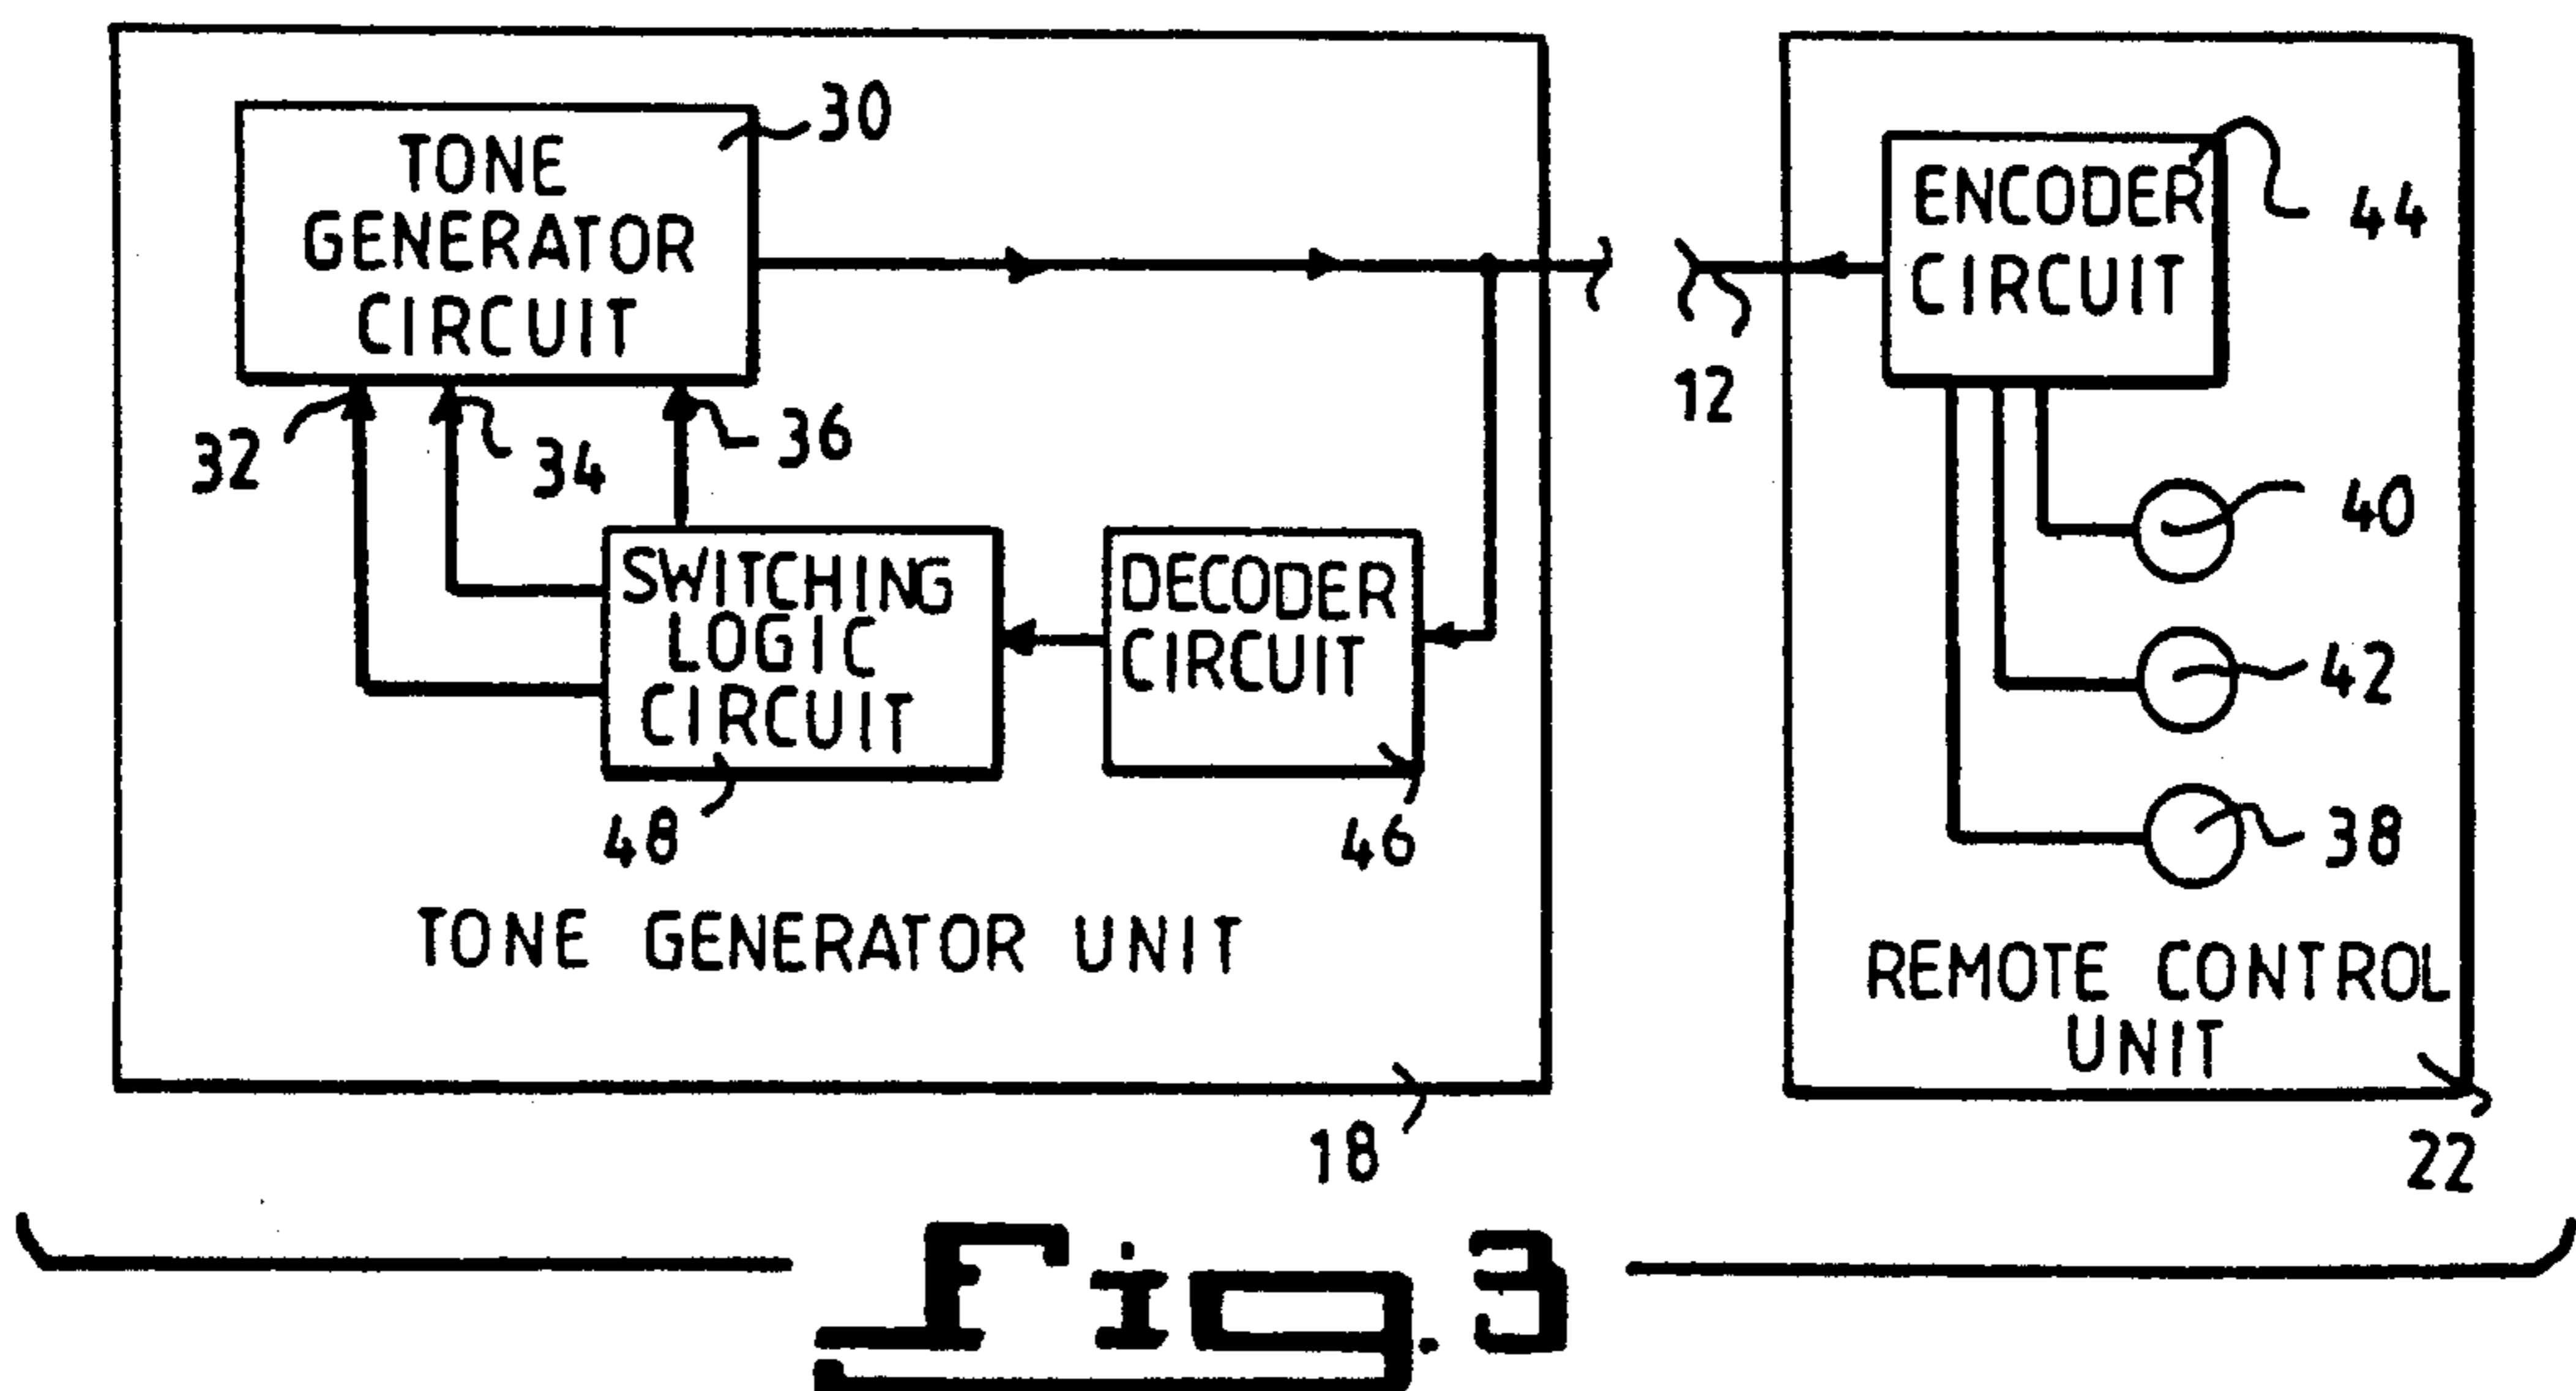 TONE
GENERATOR
CIRCUIT
30
32
34
36
SWITCHING
LOGIC
CIRCUIT
48
DECODER
CIRCUIT
46
TONE GENERATOR UNIT
18
12
ENCODER
CIRCUIT
44
40
42
38
REMOTE CONTROL
UNIT
22
Fig. 3